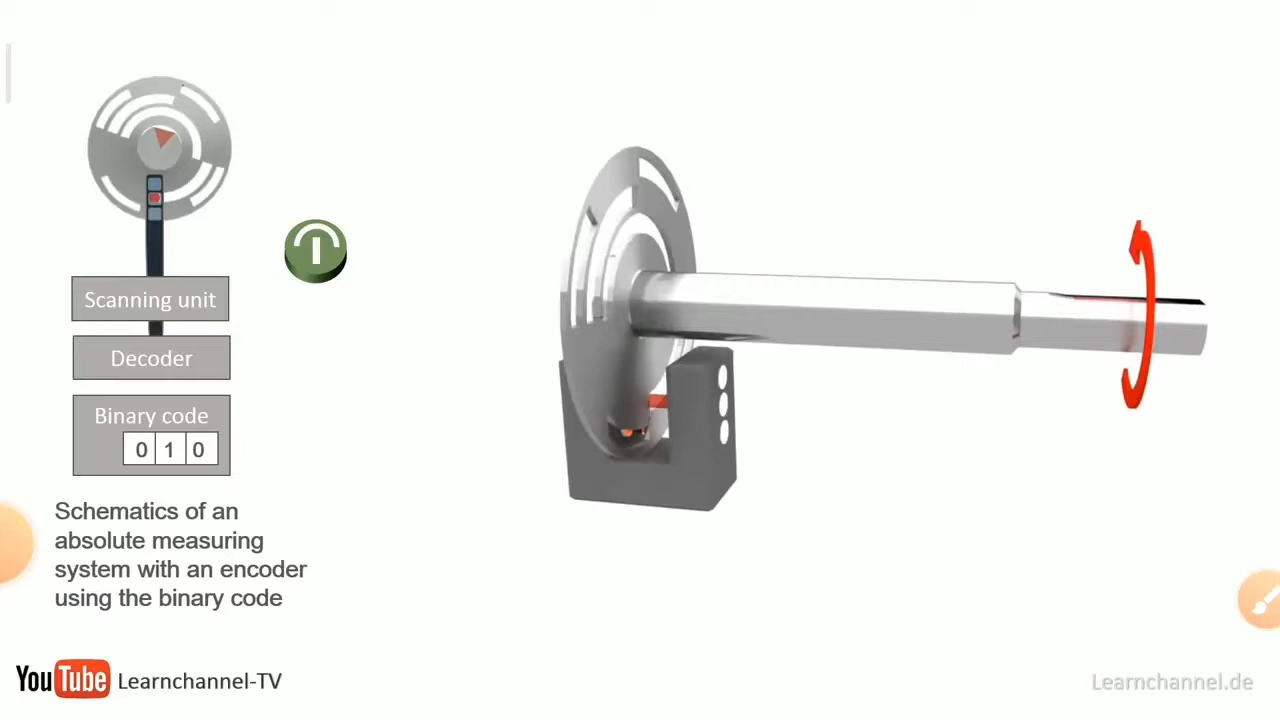 Scanning unit
Decoder
Binary code
0 1 0
Schematics of an
absolute measuring
system with an encoder
using the binary code
YouTube Learnchannel-TV
Learnchannel.de